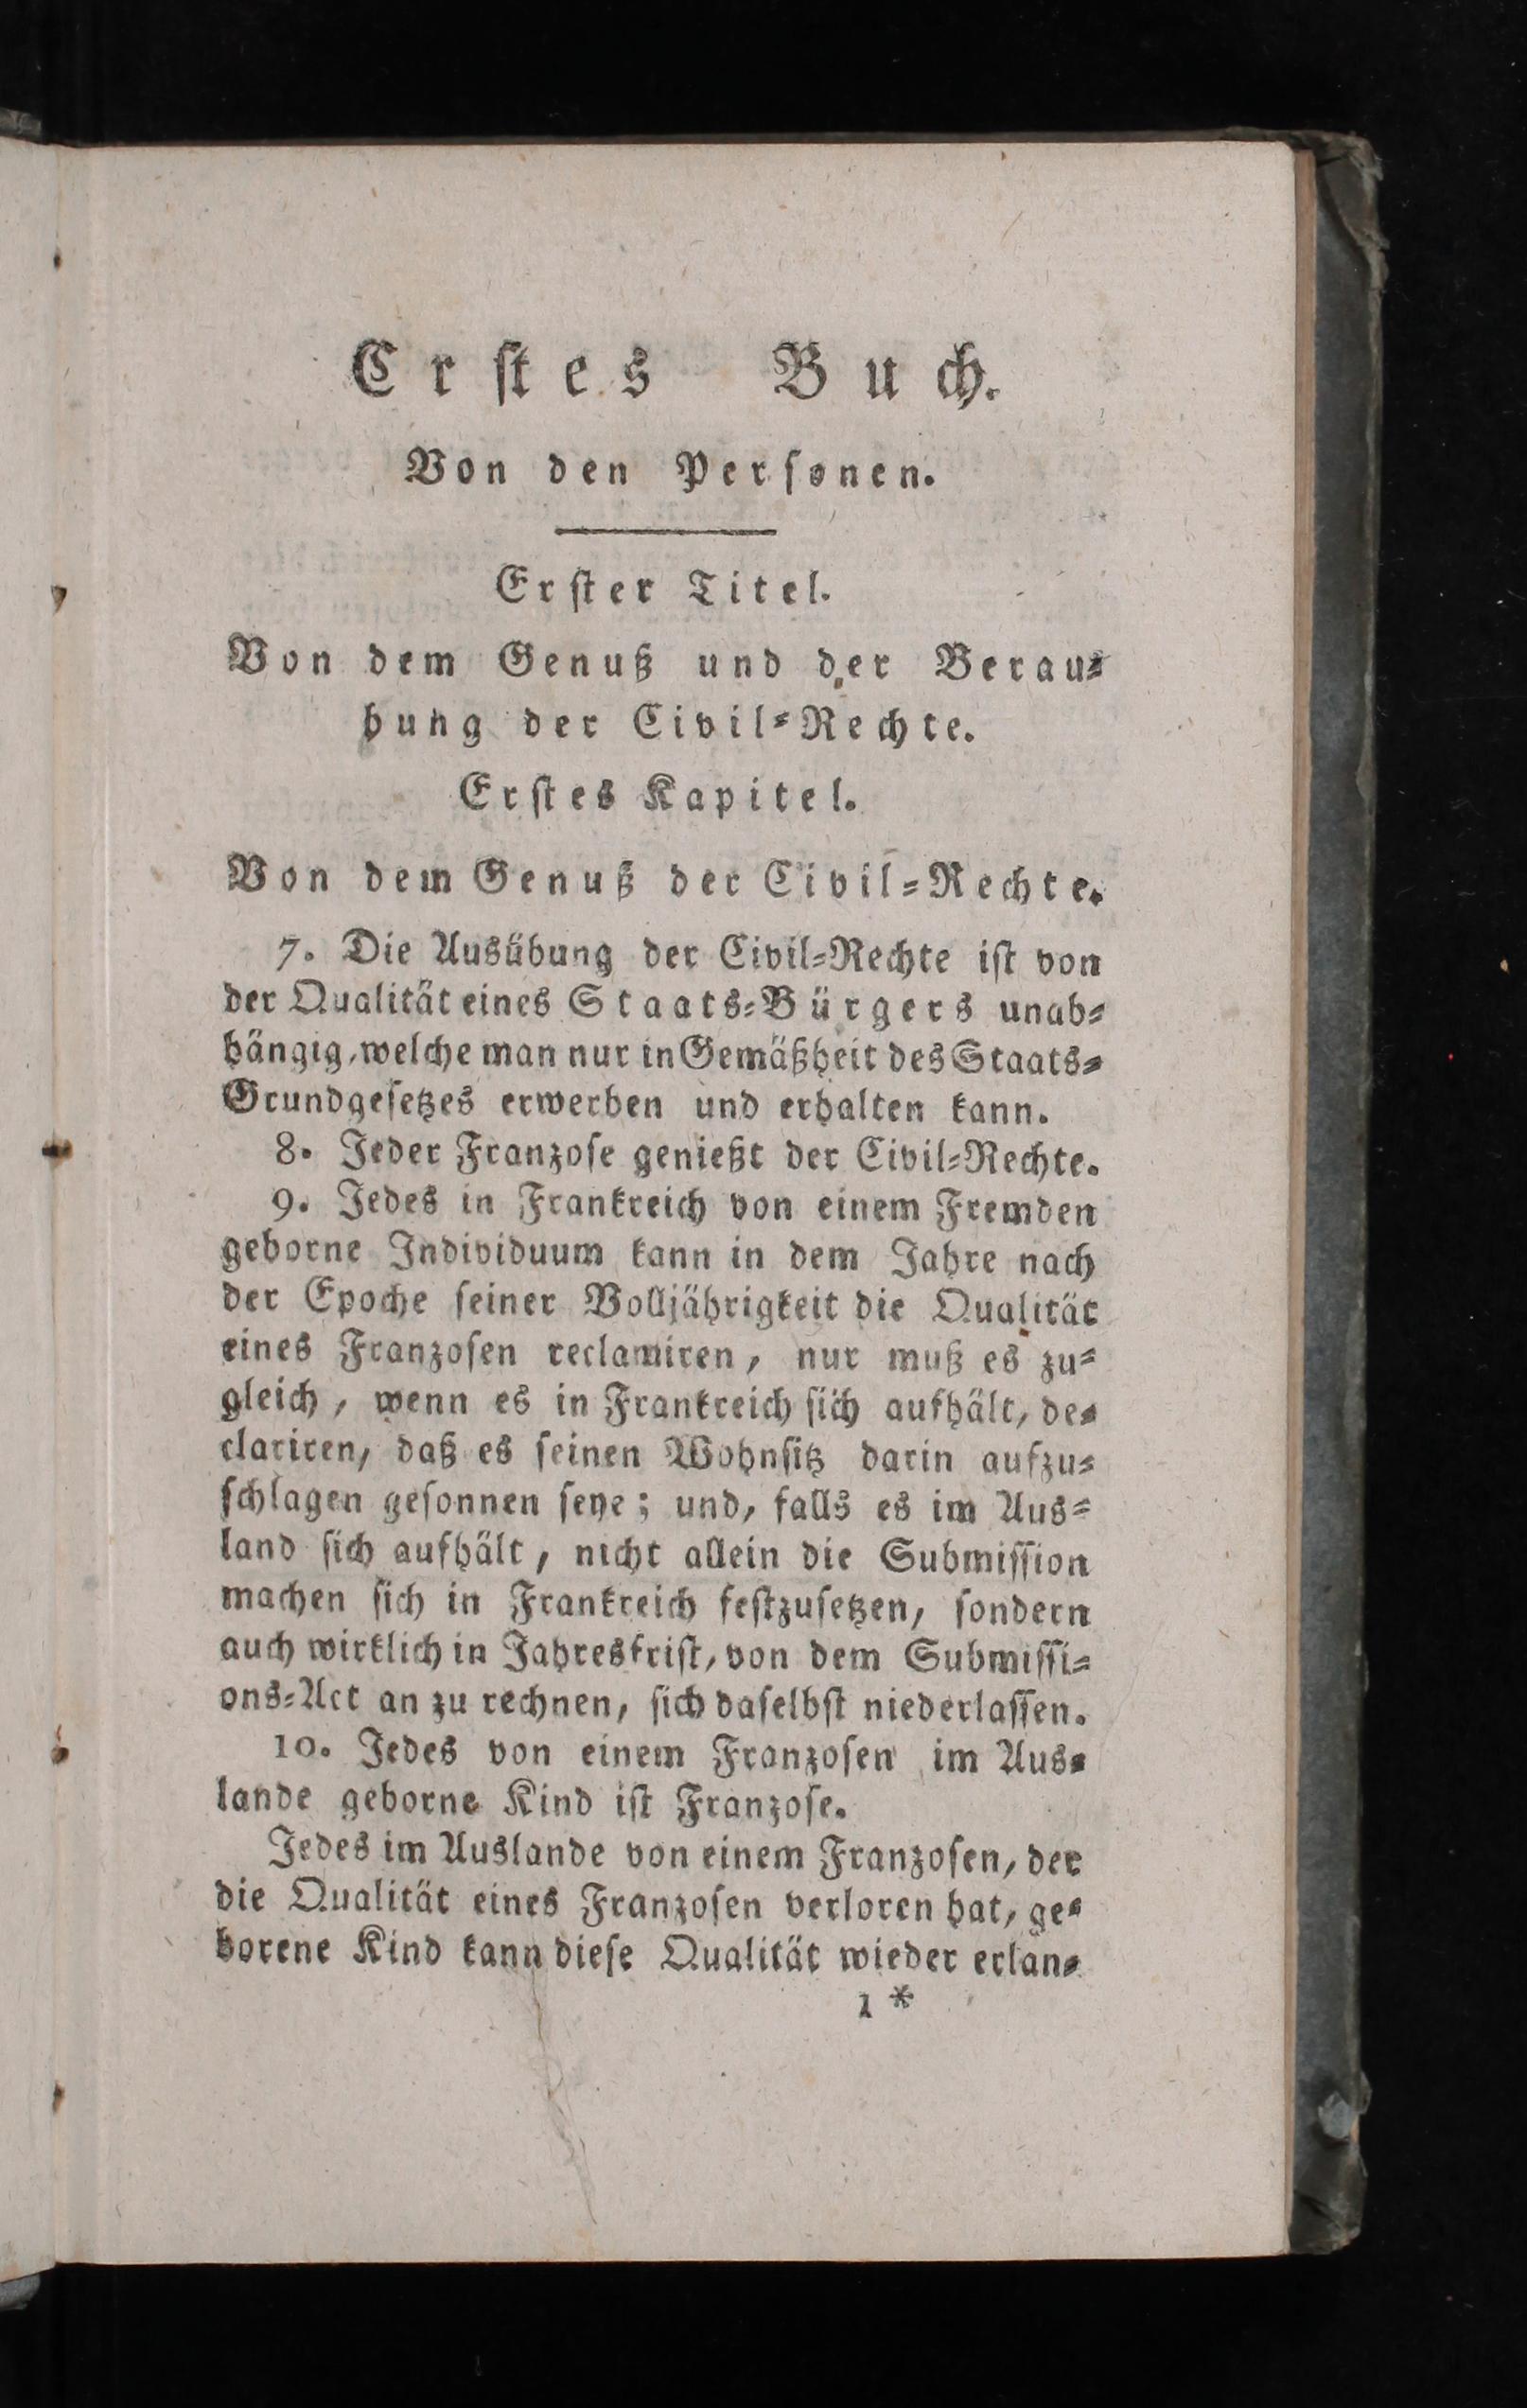 Erstes Buch.
Von den Personen.
Erster Titel.
Von dem Genuß und der Berau-
bung der Civil-Rechte.
Erstes Kapitel.
Von dem Genuß der Civil-Rechte.
7. Die Ausübung der Civil-Rechte ist von
der Qualität eines Staats-Bürgers unab-
hängig, welche man nur in Gemäßheit des Staats-
Grundgesetzes erwerben und erhalten kann.
8. Jeder Franzose genießt der Civil-Rechte.
9. Jedes in Frankreich von einem Fremden
geborne Individuum kann in dem Jahre nach
der Epoche seiner Volljährigkeit die Qualität
eines Franzosen reclamiren, nur muß es zu-
gleich, wenn es in Frankreich sich aufhält, de-
clariren, daß es seinen Wohnsitz darin aufzu-
schlagen gesonnen seye; und, falls es im Aus-
land sich aufhält, nicht allein die Submission
machen sich in Frankreich festzusetzen, sondern
auch wirklich in Jahresfrist, von dem Submissi-
ons-Act an zu rechnen, sich daselbst niederlassen.
10. Jedes von einem Franzosen im Aus-
lande geborne Kind ist Franzose.
Jedes im Auslande von einem Franzosen, der
die Qualität eines Franzosen verloren hat, ge-
borene Kind kann diese Qualität wieder erlan-
1 *